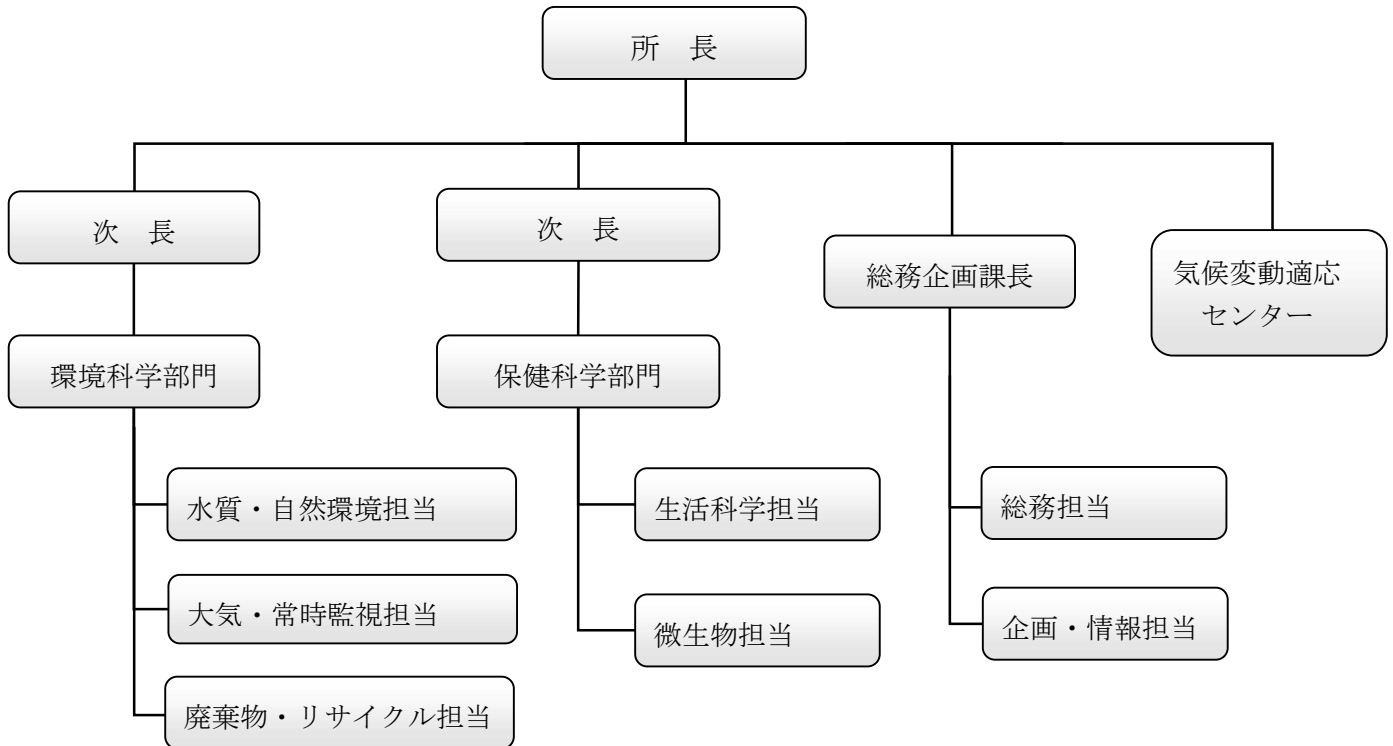 所　長
次　長
次　長
総務企画課長
気候変動適応
センター
環境科学部門
保健科学部門
水質・自然環境担当
生活科学担当
総務担当
大気・常時監視担当
微生物担当
企画・情報担当
廃棄物・リサイクル担当